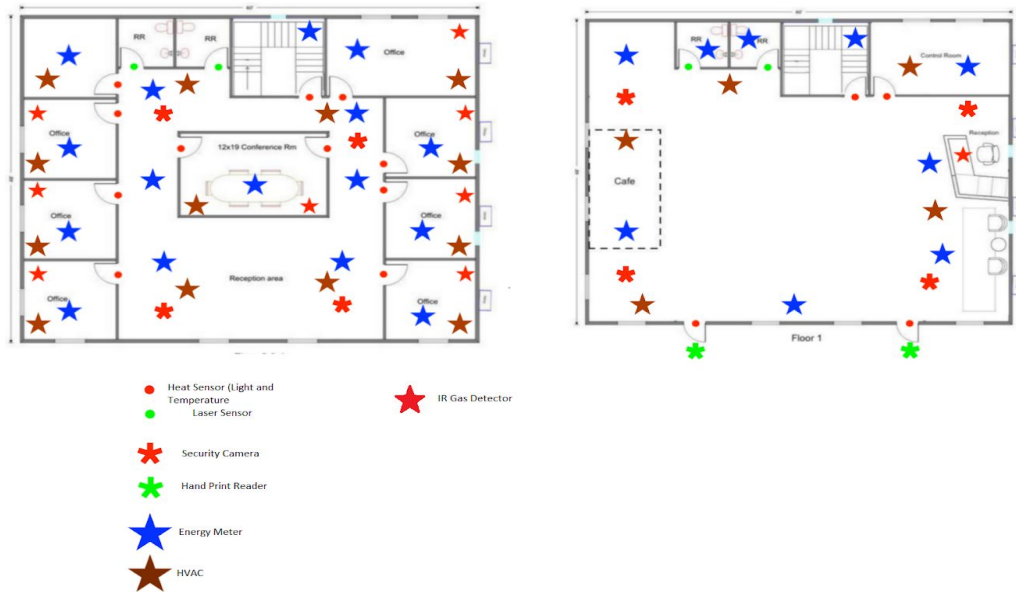 RR
RR
Office
Office
12x19 Conference Rm
Office
Office
Office
Reception area
Office
Office
RR
RR
Control Room
Reception
Cafe
Floor 1
Heat Sensor (Light and
Temperature
Laser Sensor
Security Camera
Hand Print Reader
Energy Meter
HVAC
IR Gas Detector